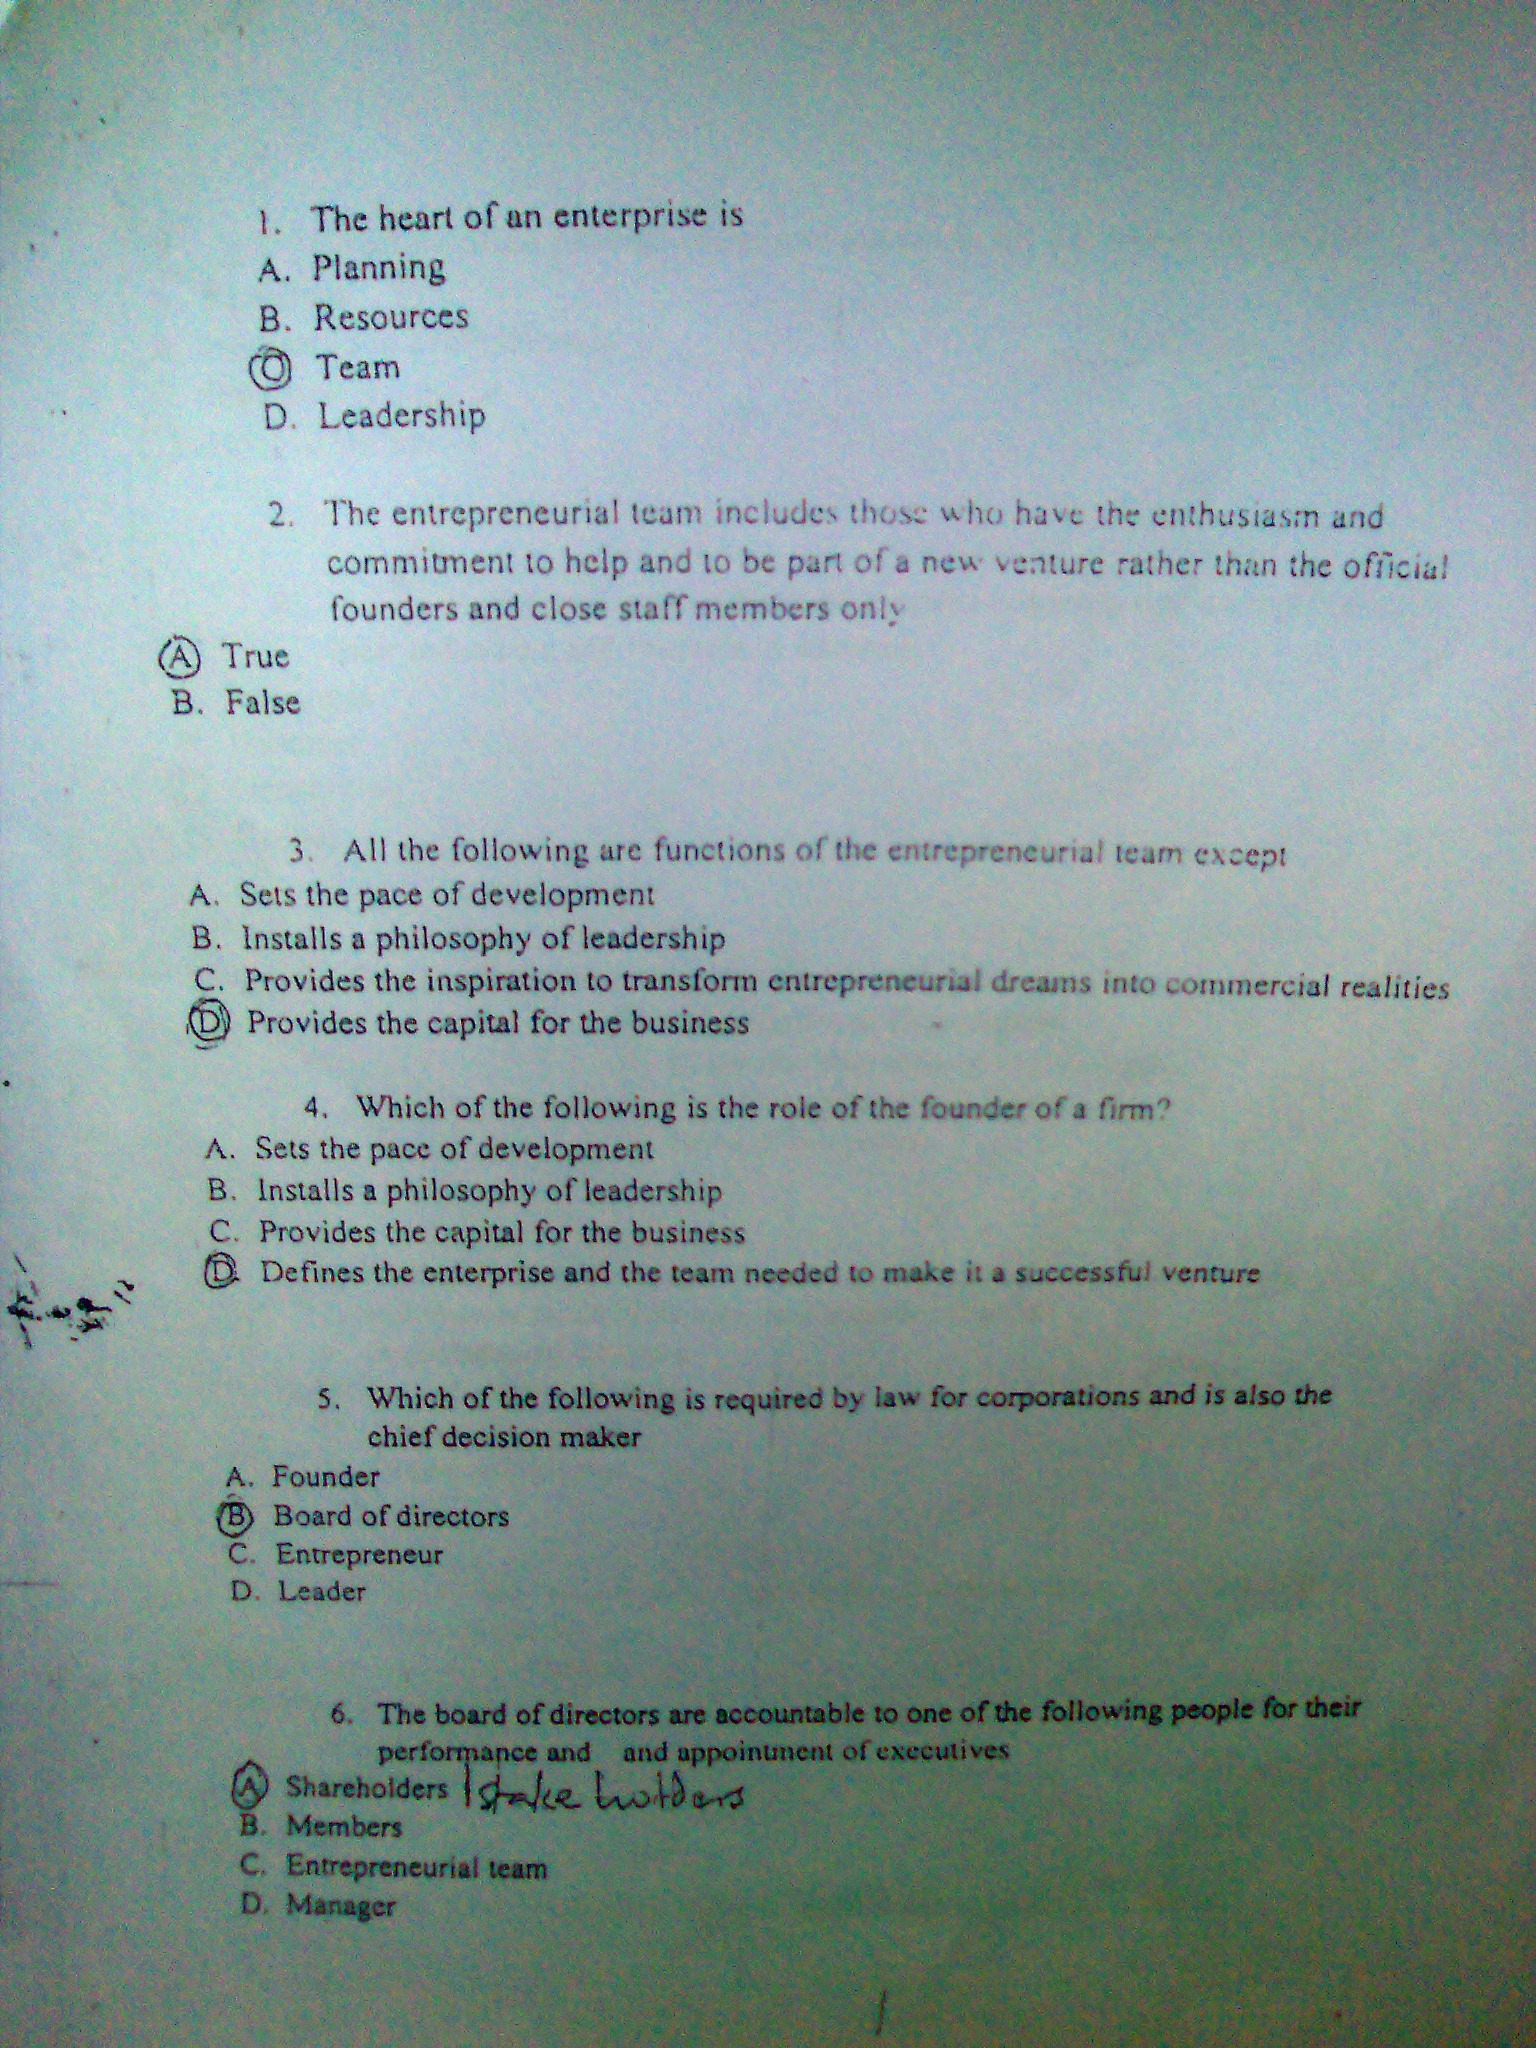 1. The heart of an enterprise is
A. Planning
B. Resources
C Team
D. Leadership
2. The entrepreneurial team includes those who have the enthusiasm and
commitment to help and to be part of a new venture rather than the official
founders and close staff members only
A True
B. False
3. All the following are functions of the entrepreneurial team except
A. Sets the pace of development
B. Installs a philosophy of leadership
C. Provides the inspiration to transform entrepreneurial dreams into commercial realities
D Provides the capital for the business
4. Which of the following is the role of the founder of a firm?
A. Sets the pace of development
B. Installs a philosophy of leadership
C. Provides the capital for the business
D. Defines the enterprise and the team needed to make it a successful venture
5. Which of the following is required by law for corporations and is also the
chief decision maker
A. Founder
B Board of directors
C. Entrepreneur
D. Leader
6. The board of directors are accountable to one of the following people for their
performance and and appointment of executives
A Shareholders / stake holders
B. Members
C. Entrepreneurial team
D. Manager